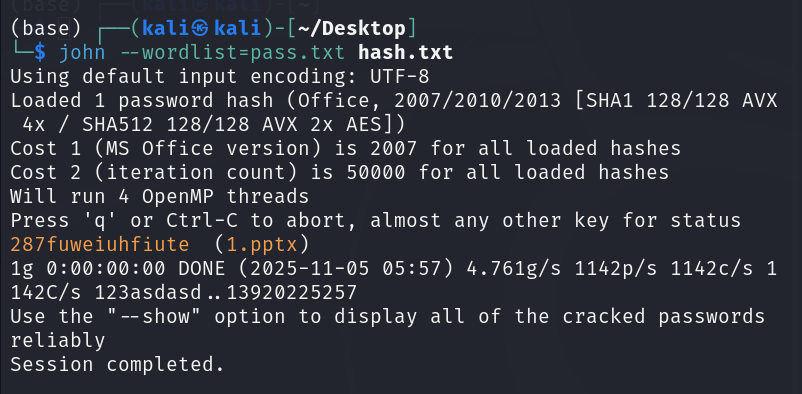 (base) ┌──(kali㉿kali)-[~/Desktop]
└─$ john --wordlist=pass.txt hash.txt
Using default input encoding: UTF-8
Loaded 1 password hash (Office, 2007/2010/2013 [SHA1 128/128 AVX
 4x / SHA512 128/128 AVX 2x AES])
Cost 1 (MS Office version) is 2007 for all loaded hashes
Cost 2 (iteration count) is 50000 for all loaded hashes
Will run 4 OpenMP threads
Press 'q' or Ctrl-C to abort, almost any other key for status
287fuweiuhfiute  (1.pptx)
1g 0:00:00:00 DONE (2025-11-05 05:57) 4.761g/s 1142p/s 1142c/s 1
142C/s 123asdasd..13920225257
Use the "--show" option to display all of the cracked passwords
reliably
Session completed.